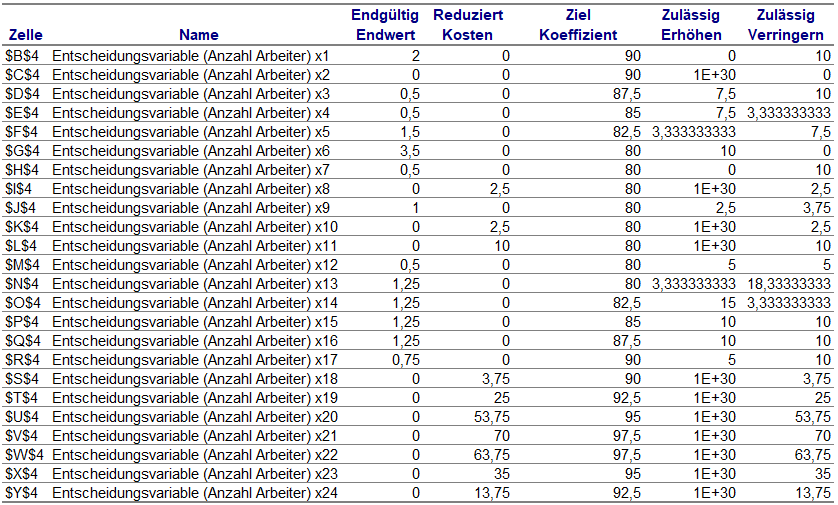 Endgültig Reduziert Ziel Zulässig Zulässig
Zelle Name Endwert Kosten Koeffizient Erhöhen Verringern
$B$4 Entscheidungsvariable (Anzahl Arbeiter) x1 2 0 90 0 10
$C$4 Entscheidungsvariable (Anzahl Arbeiter) x2 0 0 90 1E+30 0
$D$4 Entscheidungsvariable (Anzahl Arbeiter) x3 0,5 0 87,5 7,5 10
$E$4 Entscheidungsvariable (Anzahl Arbeiter) x4 0,5 0 85 7,5 3,333333333
$F$4 Entscheidungsvariable (Anzahl Arbeiter) x5 1,5 0 82,5 3,333333333 7,5
$G$4 Entscheidungsvariable (Anzahl Arbeiter) x6 3,5 0 80 10 0
$H$4 Entscheidungsvariable (Anzahl Arbeiter) x7 0,5 0 80 0 10
$I$4 Entscheidungsvariable (Anzahl Arbeiter) x8 0 2,5 80 1E+30 2,5
$J$4 Entscheidungsvariable (Anzahl Arbeiter) x9 1 0 80 2,5 3,75
$K$4 Entscheidungsvariable (Anzahl Arbeiter) x10 0 2,5 80 1E+30 2,5
$L$4 Entscheidungsvariable (Anzahl Arbeiter) x11 0 10 80 1E+30 10
$M$4 Entscheidungsvariable (Anzahl Arbeiter) x12 0,5 0 80 5 5
$N$4 Entscheidungsvariable (Anzahl Arbeiter) x13 1,25 0 80 3,333333333 18,33333333
$O$4 Entscheidungsvariable (Anzahl Arbeiter) x14 1,25 0 82,5 15 3,333333333
$P$4 Entscheidungsvariable (Anzahl Arbeiter) x15 1,25 0 85 10 10
$Q$4 Entscheidungsvariable (Anzahl Arbeiter) x16 1,25 0 87,5 10 10
$R$4 Entscheidungsvariable (Anzahl Arbeiter) x17 0,75 0 90 5 10
$S$4 Entscheidungsvariable (Anzahl Arbeiter) x18 0 3,75 90 1E+30 3,75
$T$4 Entscheidungsvariable (Anzahl Arbeiter) x19 0 25 92,5 1E+30 25
$U$4 Entscheidungsvariable (Anzahl Arbeiter) x20 0 53,75 95 1E+30 53,75
$V$4 Entscheidungsvariable (Anzahl Arbeiter) x21 0 70 97,5 1E+30 70
$W$4 Entscheidungsvariable (Anzahl Arbeiter) x22 0 63,75 97,5 1E+30 63,75
$X$4 Entscheidungsvariable (Anzahl Arbeiter) x23 0 35 95 1E+30 35
$Y$4 Entscheidungsvariable (Anzahl Arbeiter) x24 0 13,75 92,5 1E+30 13,75